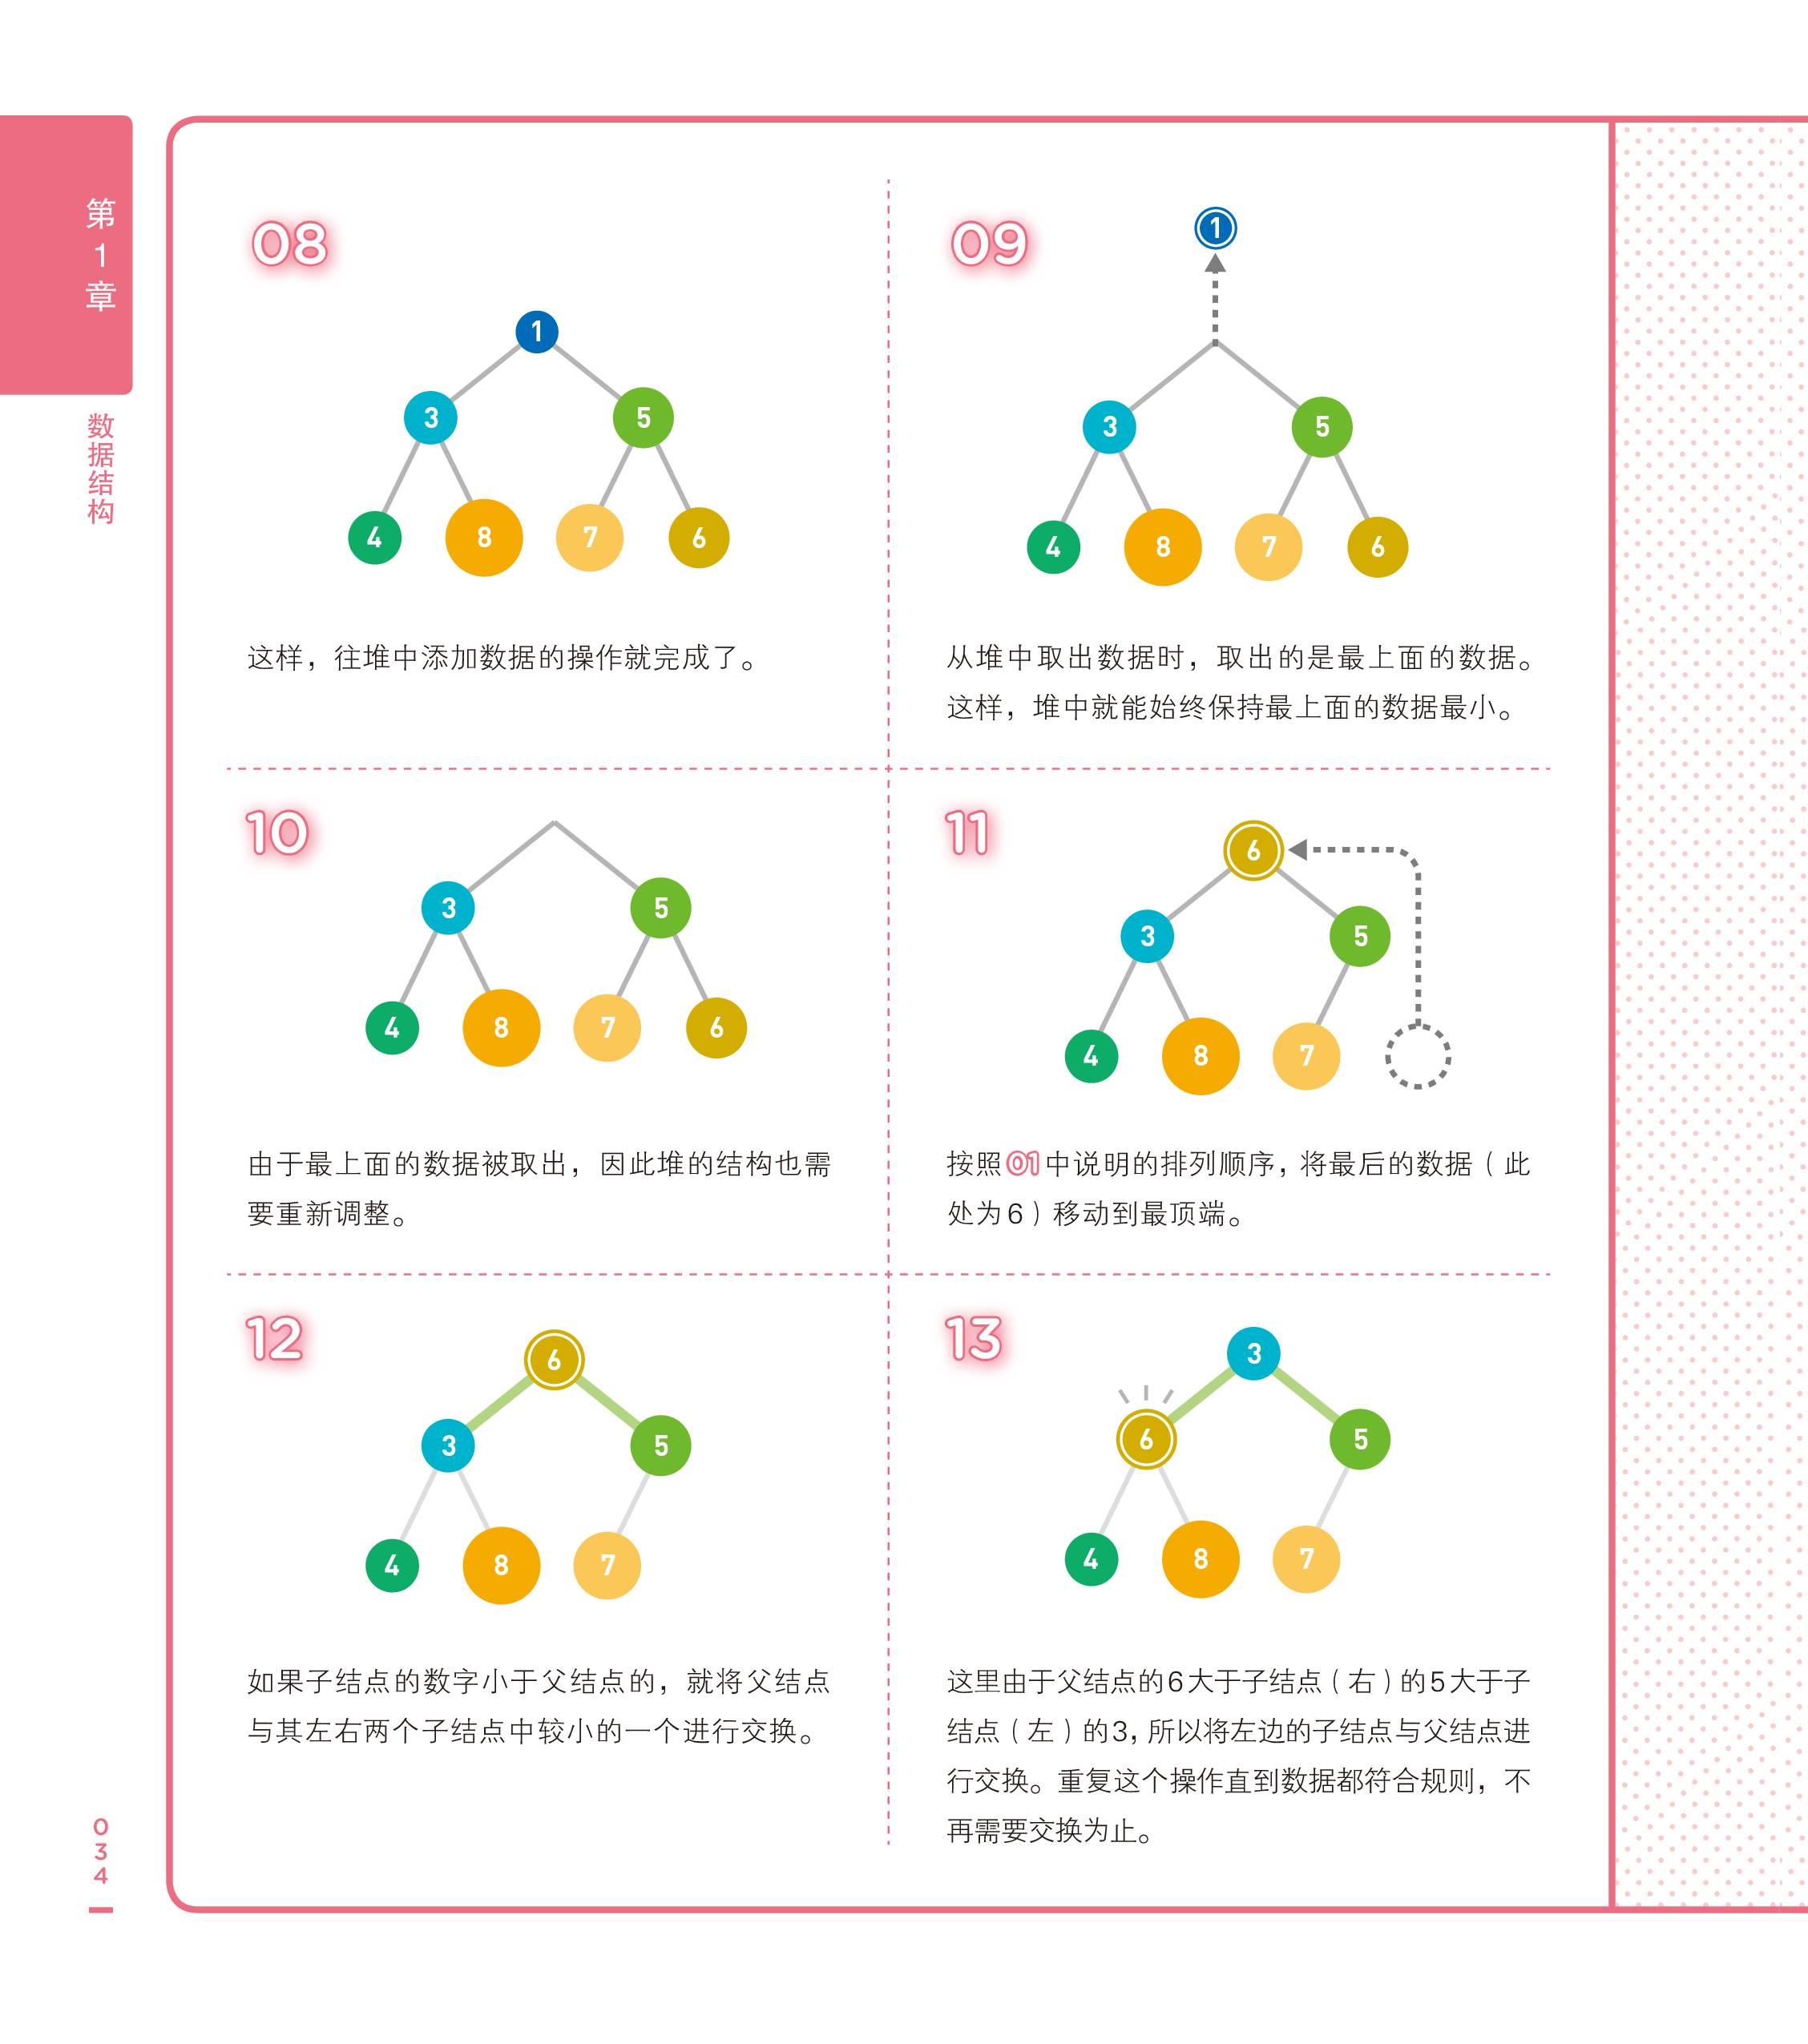 第1章
数据结构
08
1
3 5
4 8 7 6
这样，往堆中添加数据的操作就完成了。
09
1
3 5
4 8 7 6
从堆中取出数据时，取出的是最上面的数据。
这样，堆中就能始终保持最上面的数据最小。
10
3 5
4 8 7 6
由于最上面的数据被取出，因此堆的结构也需
要重新调整。
11
6
3 5
4 8 7
按照01中说明的排列顺序，将最后的数据（此
处为6）移动到最顶端。
12
6
3 5
4 8 7
如果子结点的数字小于父结点的，就将父结点
与其左右两个子结点中较小的一个进行交换。
13
3
6 5
4 8 7
这里由于父结点的6大于子结点（右）的5大于子
结点（左）的3，所以将左边的子结点与父结点进
行交换。重复这个操作直到数据都符合规则，不
再需要交换为止。
034